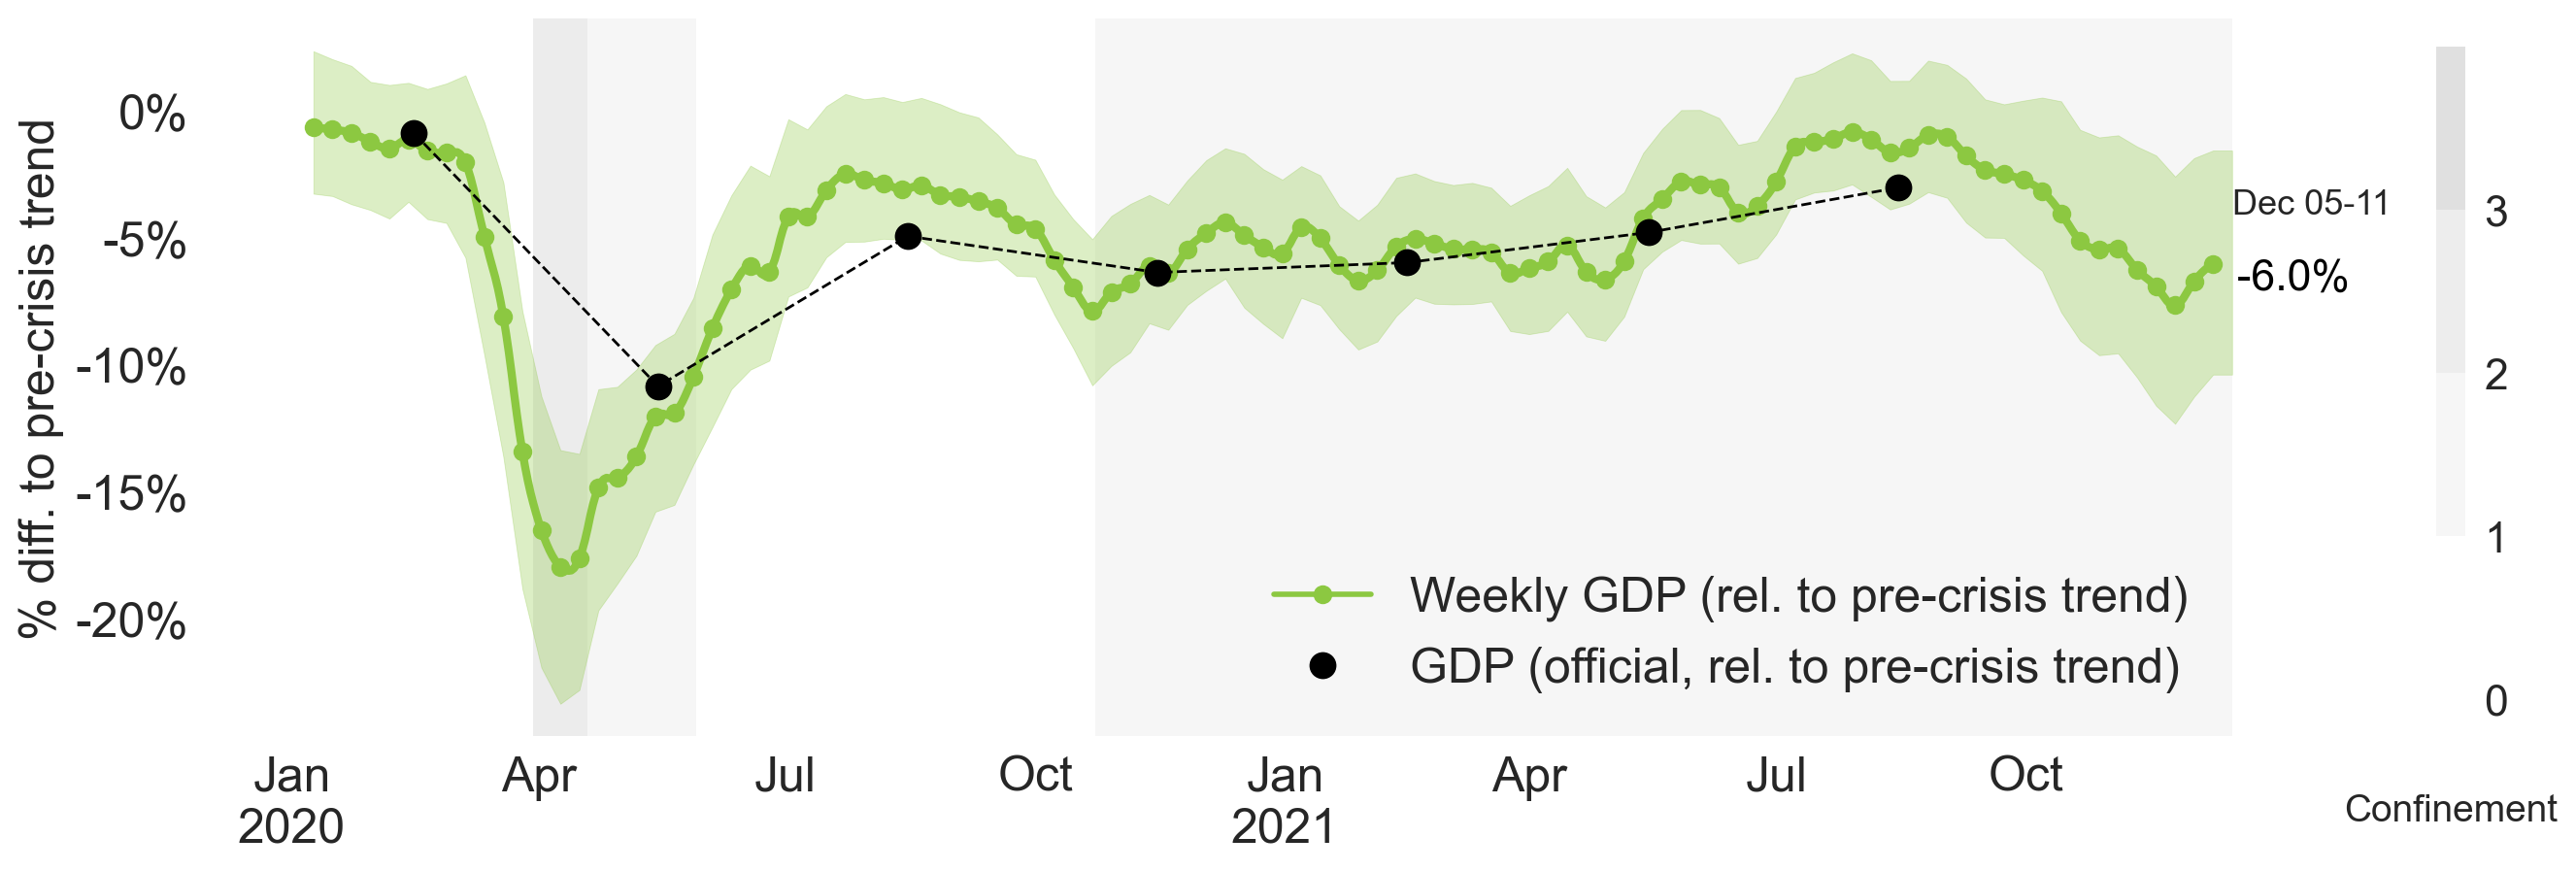 % diff. to pre-crisis trend
0%
-5%
-10%
-15%
-20%
Dec 05-11
-6.0%
Weekly GDP (rel. to pre-crisis trend)
GDP (official, rel. to pre-crisis trend)
Jan
2020
Apr
Jul
Oct
Jan
2021
Apr
Jul
Oct
3
2
1
0
Confinement